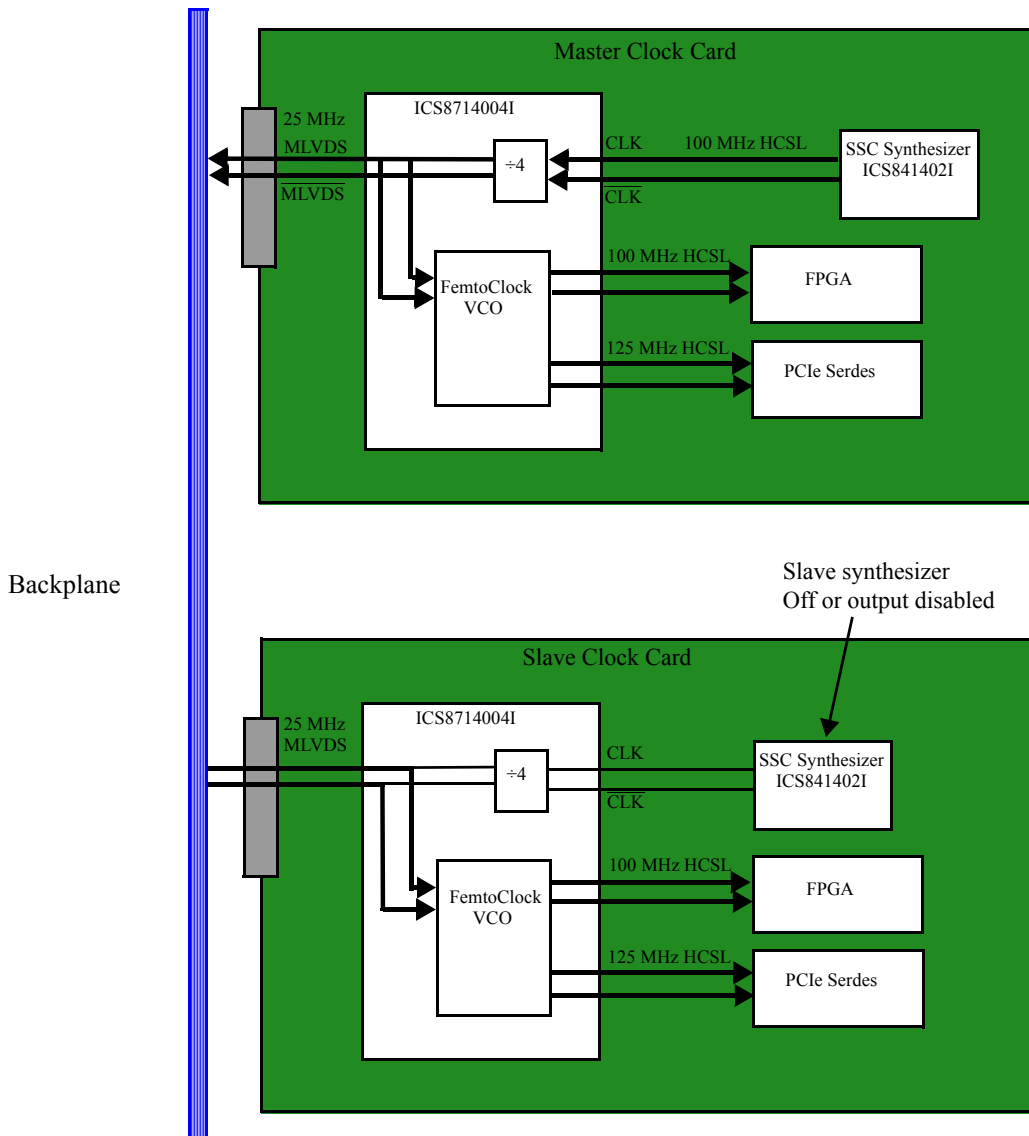 Master Clock Card
ICS8714004I
25 MHz
MLVDS
MLVDS
÷4
CLK
100 MHz HCSL
CLK
SSC Synthesizer
ICS841402I
FemtoClock
VCO
100 MHz HCSL
FPGA
125 MHz HCSL
PCIe Serdes
Backplane
Slave synthesizer
Off or output disabled
Slave Clock Card
ICS8714004I
25 MHz
MLVDS
÷4
CLK
CLK
SSC Synthesizer
ICS841402I
FemtoClock
VCO
100 MHz HCSL
FPGA
125 MHz HCSL
PCIe Serdes